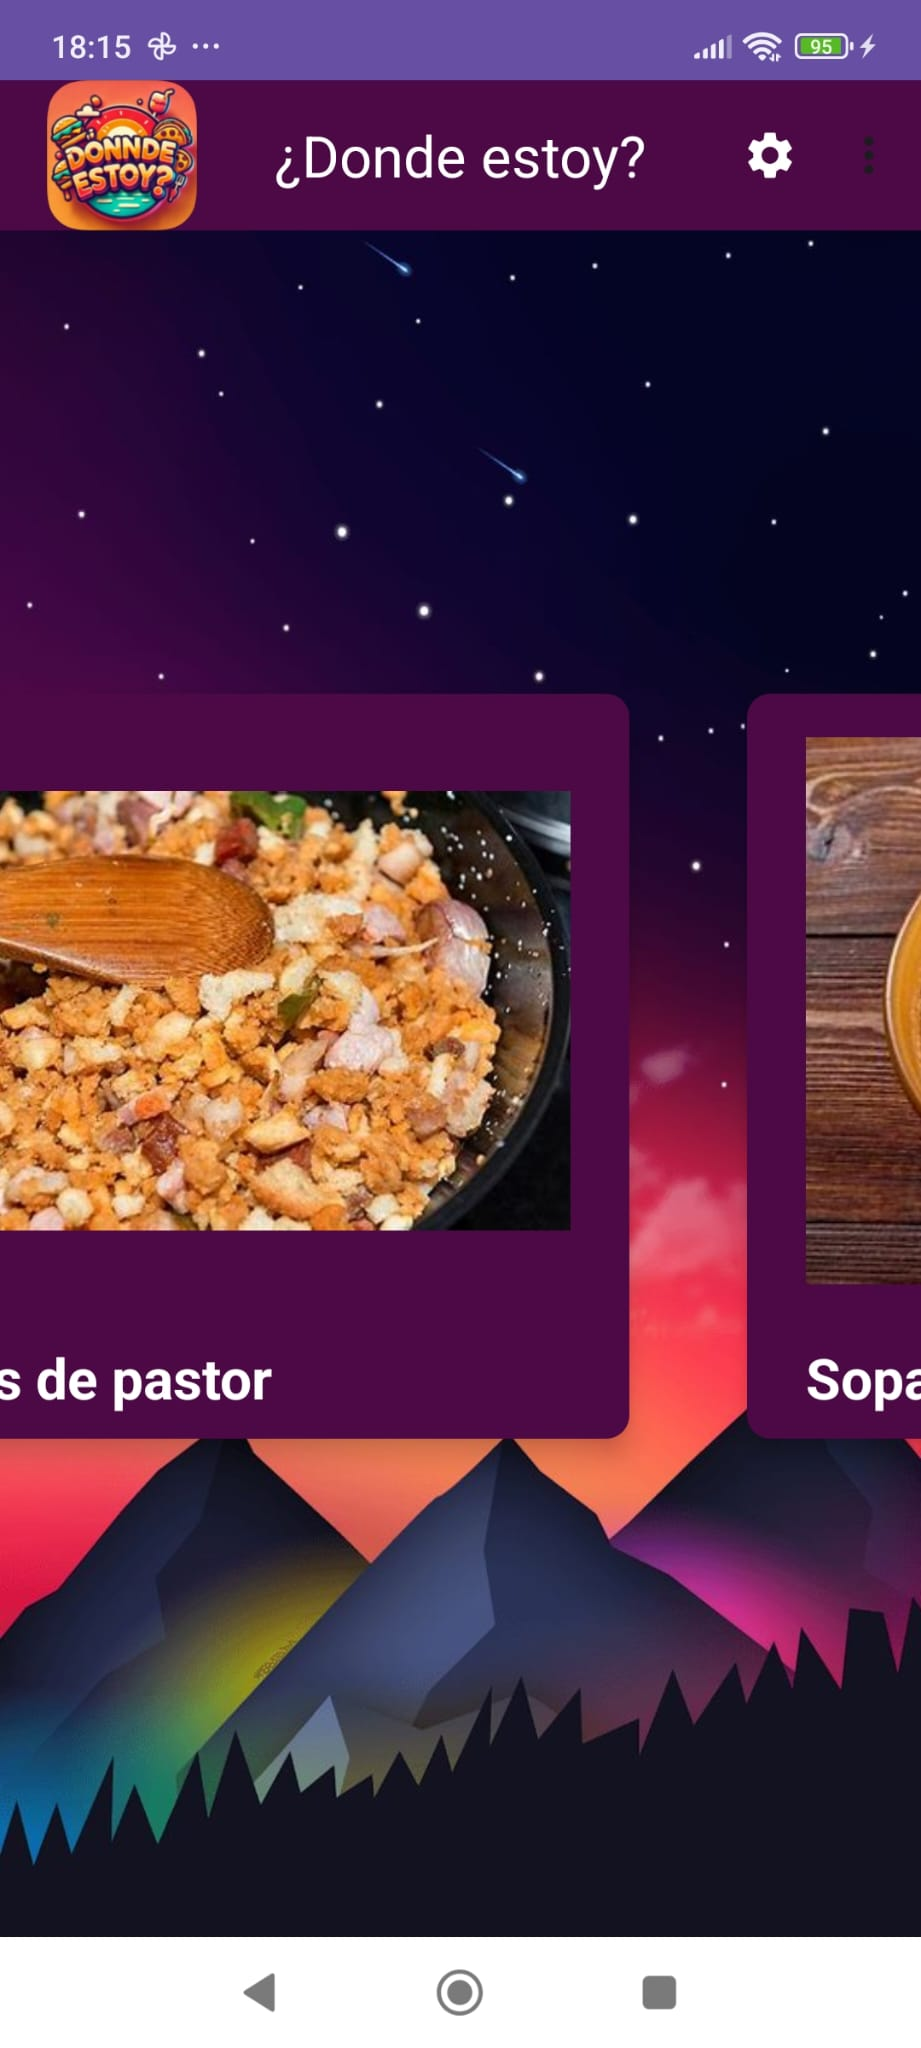 18:15
95
DONNDE
ESTOY?
¿Donde estoy?
s de pastor
Sopa